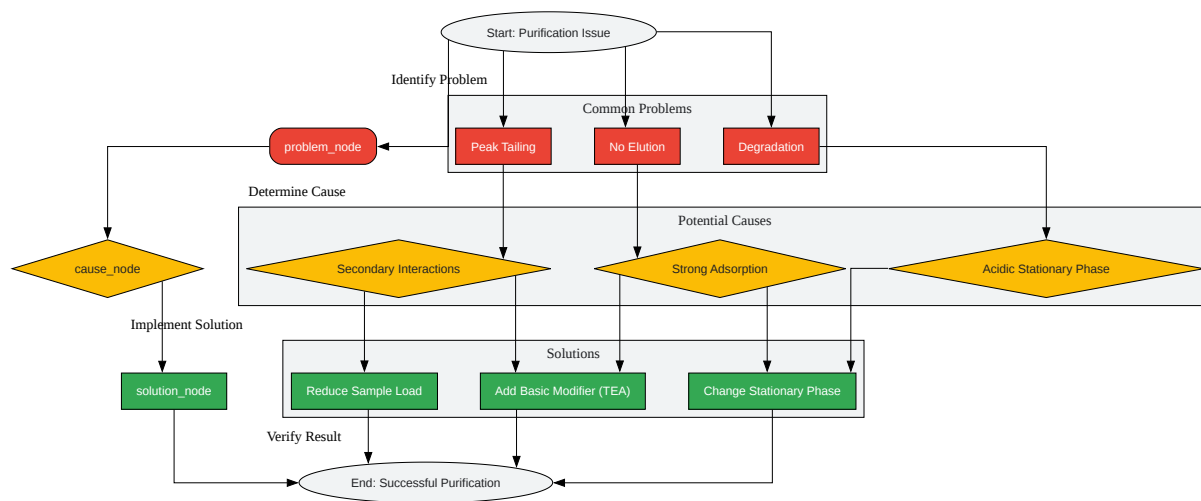 Start: Purification Issue
Identify Problem
Common Problems
problem_node
Peak Tailing
No Elution
Degradation
Determine Cause
Potential Causes
cause_node
Secondary Interactions
Strong Adsorption
Acidic Stationary Phase
Implement Solution
Solutions
solution_node
Reduce Sample Load
Add Basic Modifier (TEA)
Change Stationary Phase
Verify Result
End: Successful Purification